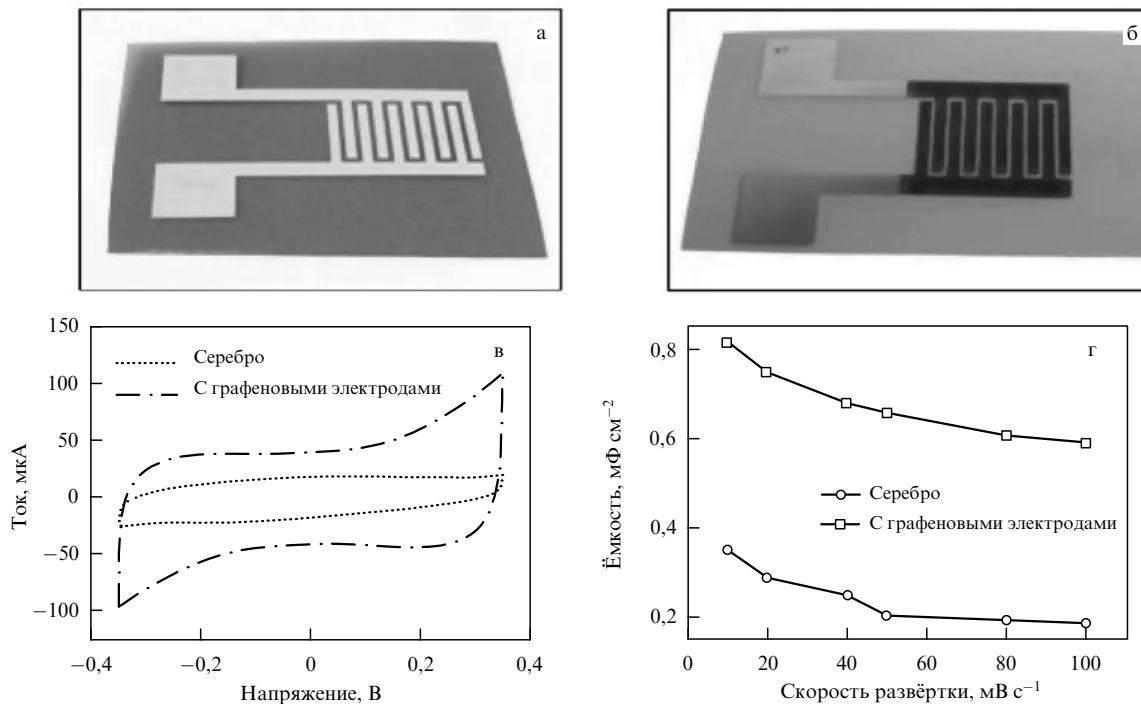 а
б
150
100
50
0
−50
−100
Ток, мкА
в
Серебро
С графеновыми электродами
−0,4
−0,2
0
0,2
0,4
Напряжение, В
0,8
0,6
0,4
0,2
Ёмкость, мФ см⁻²
г
Серебро
С графеновыми электродами
0
20
40
60
80
100
Скорость развёртки, мВ с⁻¹